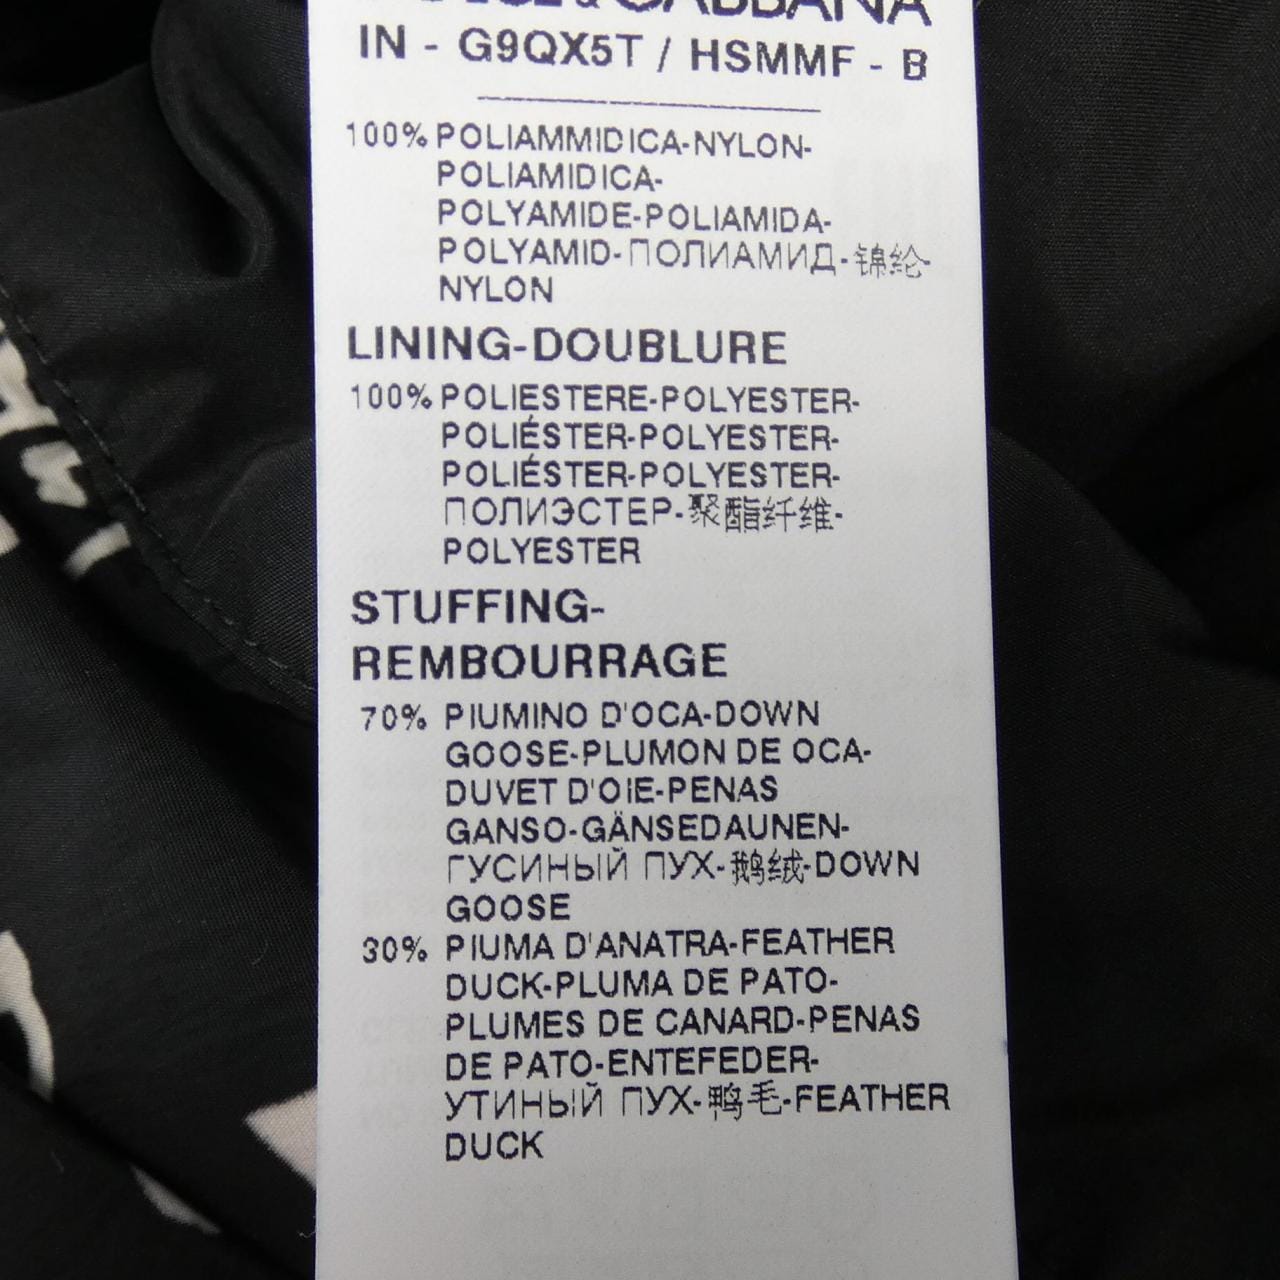 DOLCE & GABBANA
IN - G9QX5T / HSMMF - B
100% POLIAMMIDICA-NYLON-
POLIAMIDICA-
POLYAMIDE-POLIAMIDA-
POLYAMID-ПОЛИАМИД-锦纶-
NYLON
LINING-DOUBLURE
100% POLIESTERE-POLYESTER-
POLIÉSTER-POLYESTER-
POLIÉSTER-POLYESTER-
ПОЛИЭСТЕР-聚酯纤维-
POLYESTER
STUFFING-
REMBOURRAGE
70% PIUMINO D'OCA-DOWN
GOOSE-PLUMON DE OCA-
DUVET D'OIE-PENAS
GANSO-GÄNSEDAUNEN-
ГУСИНЫЙ ПУХ-鹅绒-DOWN
GOOSE
30% PIUMA D'ANATRA-FEATHER
DUCK-PLUMA DE PATO-
PLUMES DE CANARD-PENAS
DE PATO-ENTEFEDER-
УТИНЫЙ ПУХ-鸭毛-FEATHER
DUCK